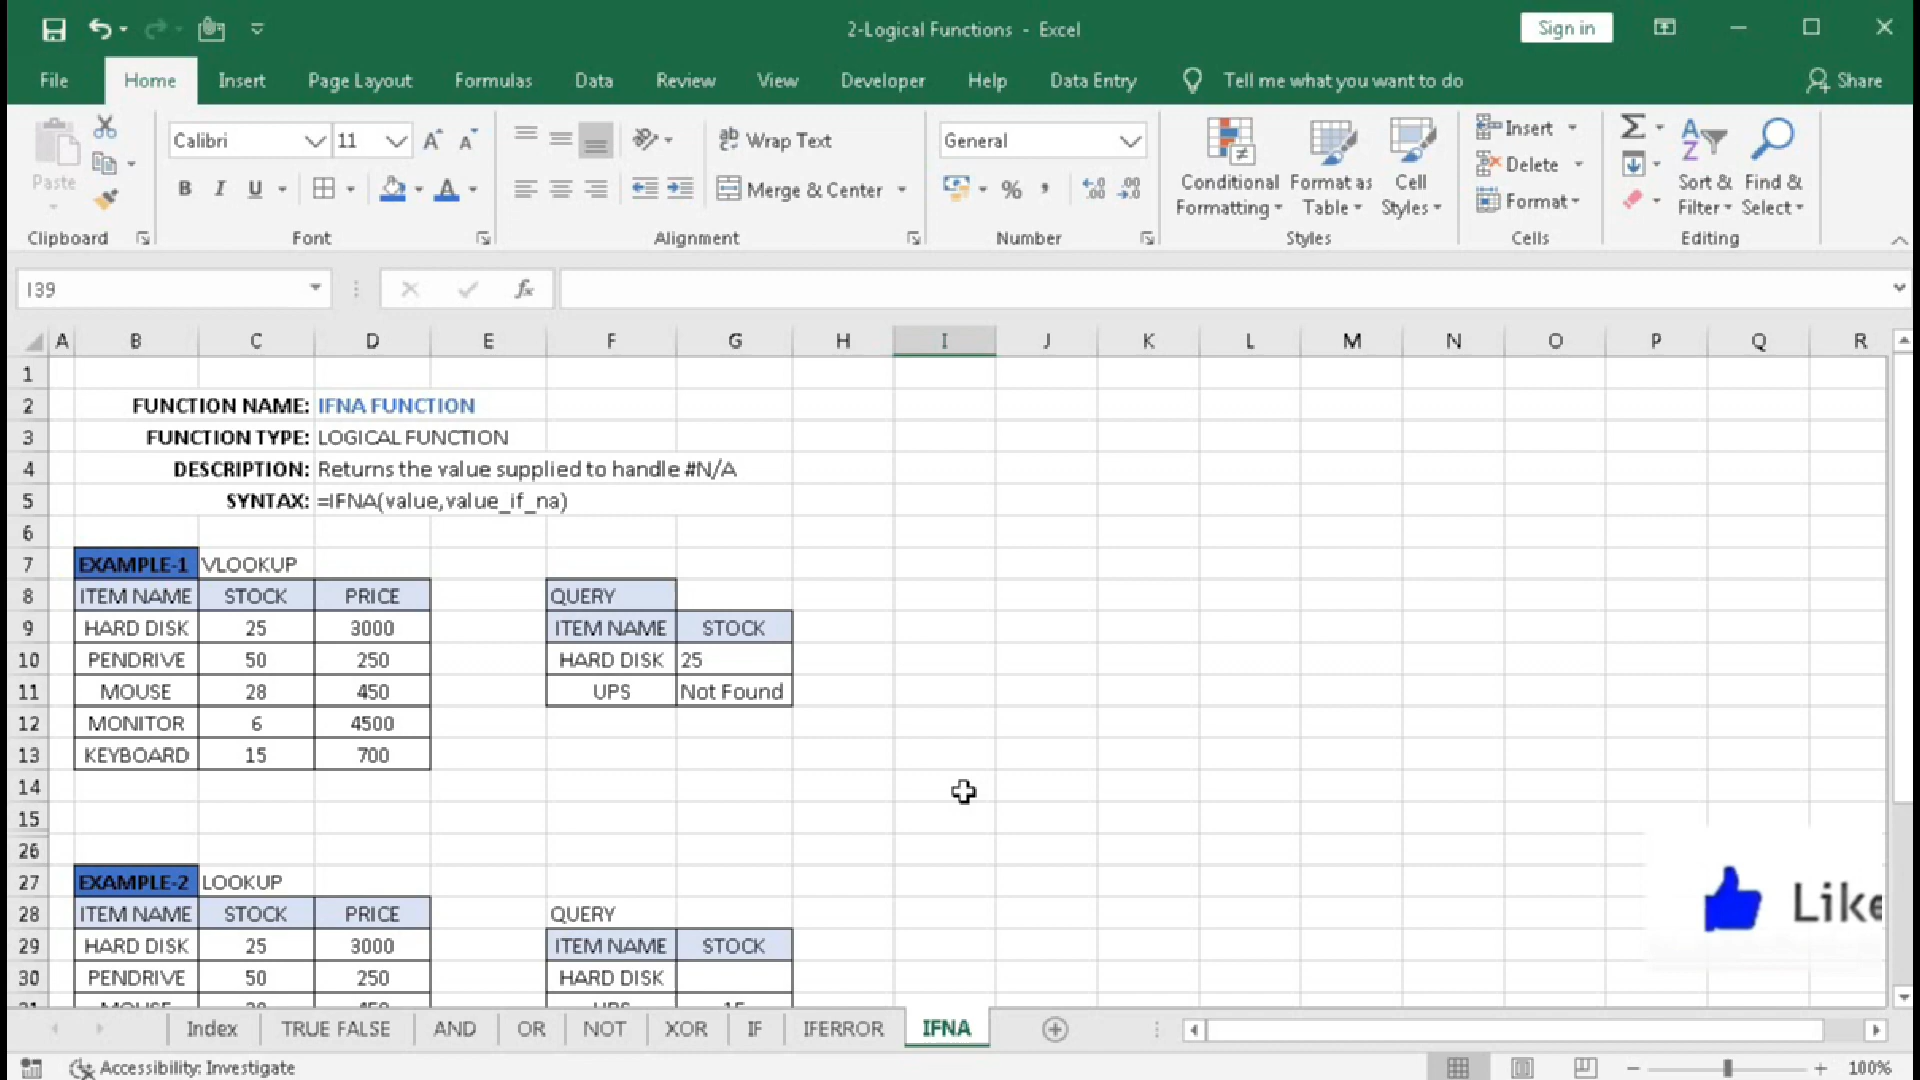 2-Logical Functions - Excel
Sign in
File Home Insert Page Layout Formulas Data Review View Developer Help Data Entry Tell me what you want to do Share
Paste
Clipboard
Calibri 11
B I U
Font
Wrap Text
Merge & Center
Alignment
General
Number
Conditional Formatting
Format as Table
Cell Styles
Styles
Insert
Delete
Format
Cells
Sort & Filter
Find & Select
Editing
I39
fx
A B C D E F G H I J K L M N O P Q R
1
2 FUNCTION NAME: IFNA FUNCTION
3 FUNCTION TYPE: LOGICAL FUNCTION
4 DESCRIPTION: Returns the value supplied to handle #N/A
5 SYNTAX: =IFNA(value,value_if_na)
6
7 EXAMPLE-1 VLOOKUP
8 ITEM NAME STOCK PRICE QUERY
9 HARD DISK 25 3000 ITEM NAME STOCK
10 PENDRIVE 50 250 HARD DISK 25
11 MOUSE 28 450 UPS Not Found
12 MONITOR 6 4500
13 KEYBOARD 15 700
14
15
26
27 EXAMPLE-2 LOOKUP
28 ITEM NAME STOCK PRICE QUERY
29 HARD DISK 25 3000 ITEM NAME STOCK
30 PENDRIVE 50 250 HARD DISK
Like
Index TRUE FALSE AND OR NOT XOR IF IFERROR IFNA
Accessibility: Investigate
100%